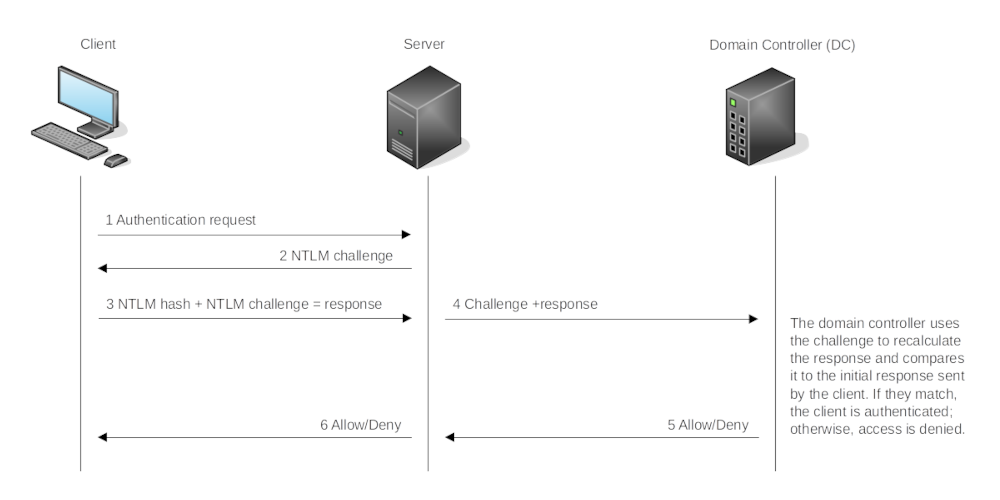 Client
Server
Domain Controller (DC)
1 Authentication request
2 NTLM challenge
3 NTLM hash + NTLM challenge = response
4 Challenge +response
The domain controller uses
the challenge to recalculate
the response and compares
it to the initial response sent
by the client. If they match,
the client is authenticated;
otherwise, access is denied.
5 Allow/Deny
6 Allow/Deny